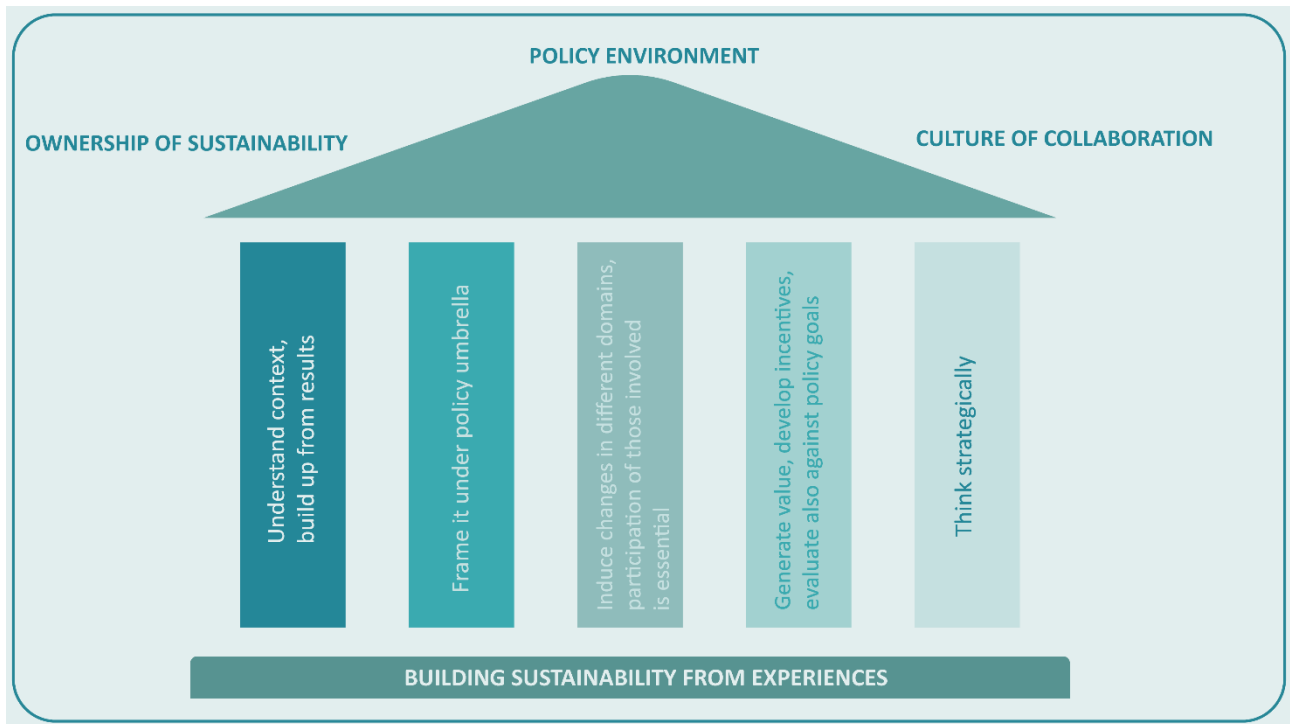 POLICY ENVIRONMENT
OWNERSHIP OF SUSTAINABILITY
CULTURE OF COLLABORATION
Understand context,
build up from results
Frame it under policy umbrella
Induce changes in different domains,
participation of those involved
is essential
Generate value, develop incentives,
evaluate also against policy goals
Think strategically
BUILDING SUSTAINABILITY FROM EXPERIENCES